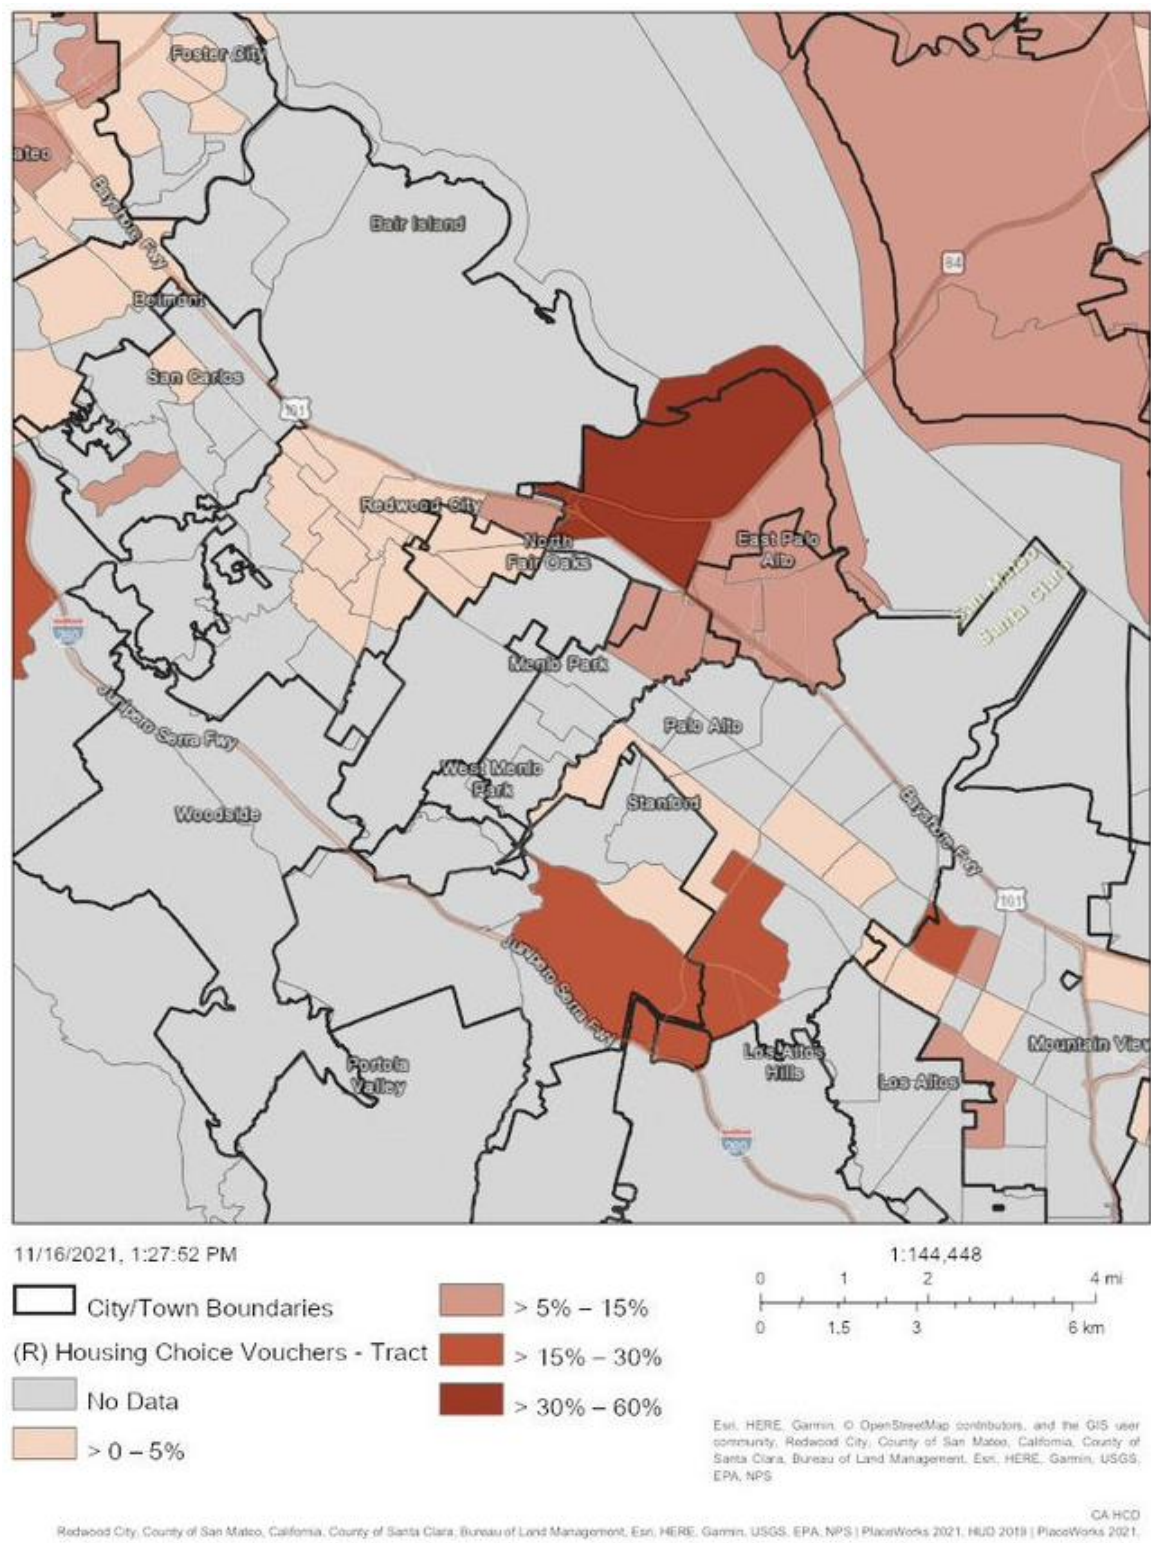 Foster City
ateo
Bayshore Fwy
Bair Island
84
Belmont
San Carlos
101
Redwood City
North
Fair Oaks
East Palo
Alto
San Mateo
Santa Clara
280
Menlo Park
Junipero Serra Fwy
Palo Alto
West Menlo
Park
Stanford
Woodside
Bayshore Fwy
101
Junipero Serra Fwy
Portola
Valley
Los Altos
Hills
Los Altos
Mountain View
280
11/16/2021, 1:27:52 PM
1:144,448
0 1 2 4 mi
0 1.5 3 6 km
City/Town Boundaries
(R) Housing Choice Vouchers - Tract
No Data
> 0 – 5%
> 5% – 15%
> 15% – 30%
> 30% – 60%
Esri, HERE, Garmin, © OpenStreetMap contributors, and the GIS user
community, Redwood City, County of San Mateo, California, County of
Santa Clara, Bureau of Land Management, Esri, HERE, Garmin, USGS,
EPA, NPS
CA HCD
Redwood City, County of San Mateo, California, County of Santa Clara, Bureau of Land Management, Esri, HERE, Garmin, USGS, EPA, NPS | PlaceWorks 2021, HUD 2019 | PlaceWorks 2021,